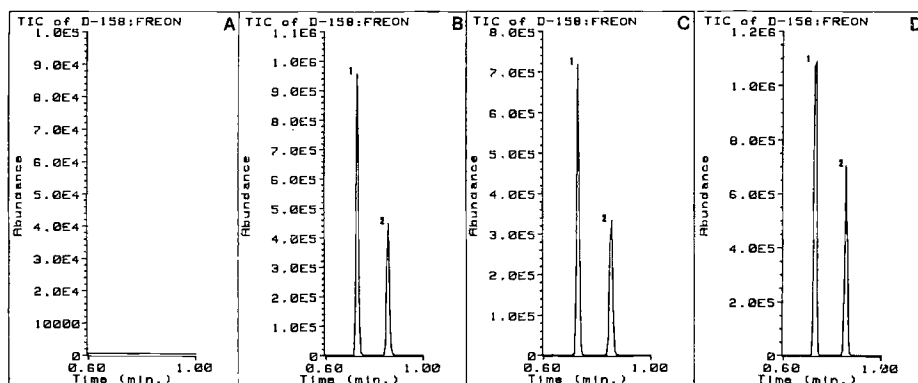 TIC of D-158:FREON A
1.0E5
9.0E4
8.0E4
7.0E4
6.0E4
5.0E4
4.0E4
3.0E4
2.0E4
10000
0
Abundance
0.60 1.00
Time (min.)
TIC of D-158:FREON B
1.1E6
1.0E6
9.0E5
8.0E5
7.0E5
6.0E5
5.0E5
4.0E5
3.0E5
2.0E5
1.0E5
0
Abundance
1
2
0.60 1.00
Time (min.)
TIC of D-158:FREON C
8.0E5
7.0E5
6.0E5
5.0E5
4.0E5
3.0E5
2.0E5
1.0E5
0
Abundance
1
2
0.60 1.00
Time (min.)
TIC of D-158:FREON D
1.2E6
1.0E6
8.0E5
6.0E5
4.0E5
2.0E5
0
Abundance
1
2
0.60 1.00
Time (min.)